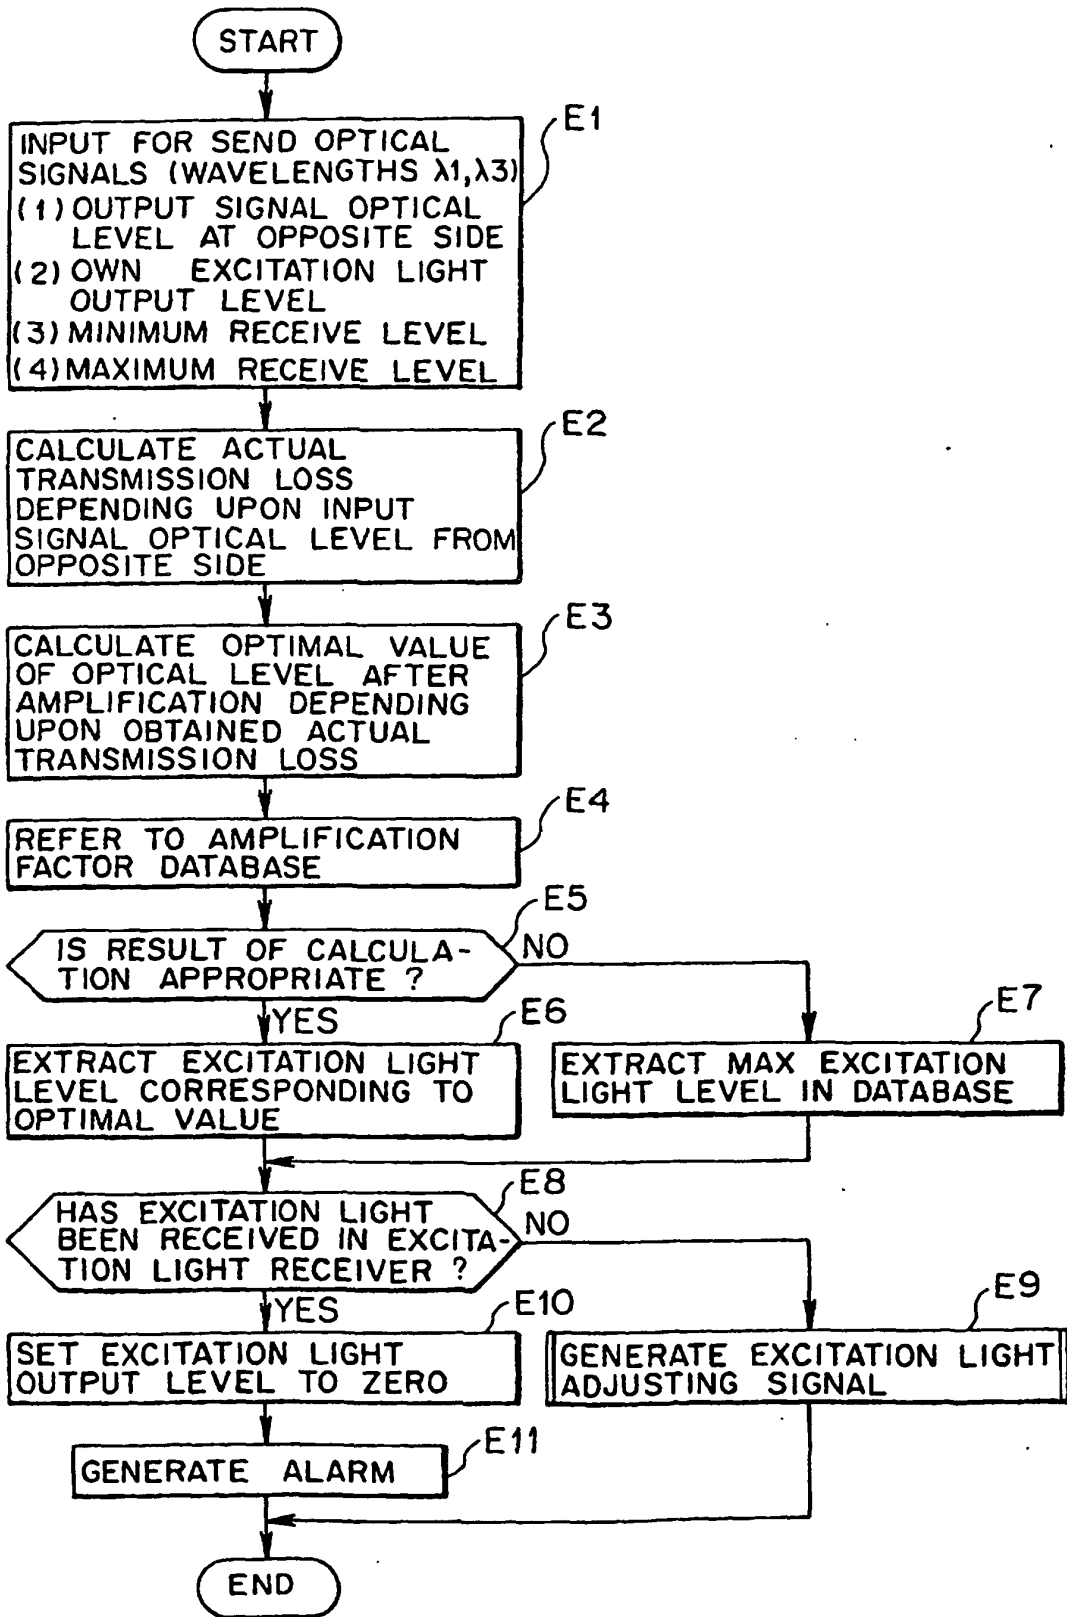 START
E1
INPUT FOR SEND OPTICAL
SIGNALS (WAVELENGTHS λ1,λ3)
(1) OUTPUT SIGNAL OPTICAL
LEVEL AT OPPOSITE SIDE
(2) OWN EXCITATION LIGHT
OUTPUT LEVEL
(3) MINIMUM RECEIVE LEVEL
(4) MAXIMUM RECEIVE LEVEL
E2
CALCULATE ACTUAL
TRANSMISSION LOSS
DEPENDING UPON INPUT
SIGNAL OPTICAL LEVEL FROM
OPPOSITE SIDE
E3
CALCULATE OPTIMAL VALUE
OF OPTICAL LEVEL AFTER
AMPLIFICATION DEPENDING
UPON OBTAINED ACTUAL
TRANSMISSION LOSS
E4
REFER TO AMPLIFICATION
FACTOR DATABASE
E5
IS RESULT OF CALCULA-
TION APPROPRIATE ?
NO
YES
E6
EXTRACT EXCITATION LIGHT
LEVEL CORRESPONDING TO
OPTIMAL VALUE
E7
EXTRACT MAX EXCITATION
LIGHT LEVEL IN DATABASE
E8
HAS EXCITATION LIGHT
BEEN RECEIVED IN EXCITA-
TION LIGHT RECEIVER ?
NO
YES
E10
SET EXCITATION LIGHT
OUTPUT LEVEL TO ZERO
E9
GENERATE EXCITATION LIGHT
ADJUSTING SIGNAL
E11
GENERATE ALARM
END